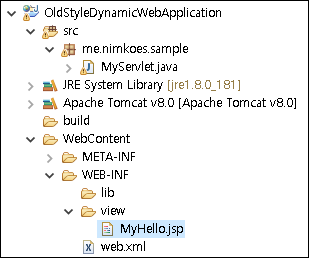 OldStyleDynamicWebApplication
src
me.nimkoes.sample
MyServlet.java
JRE System Library [jre1.8.0_181]
Apache Tomcat v8.0 [Apache Tomcat v8.0]
build
WebContent
META-INF
WEB-INF
lib
view
MyHello.jsp
web.xml